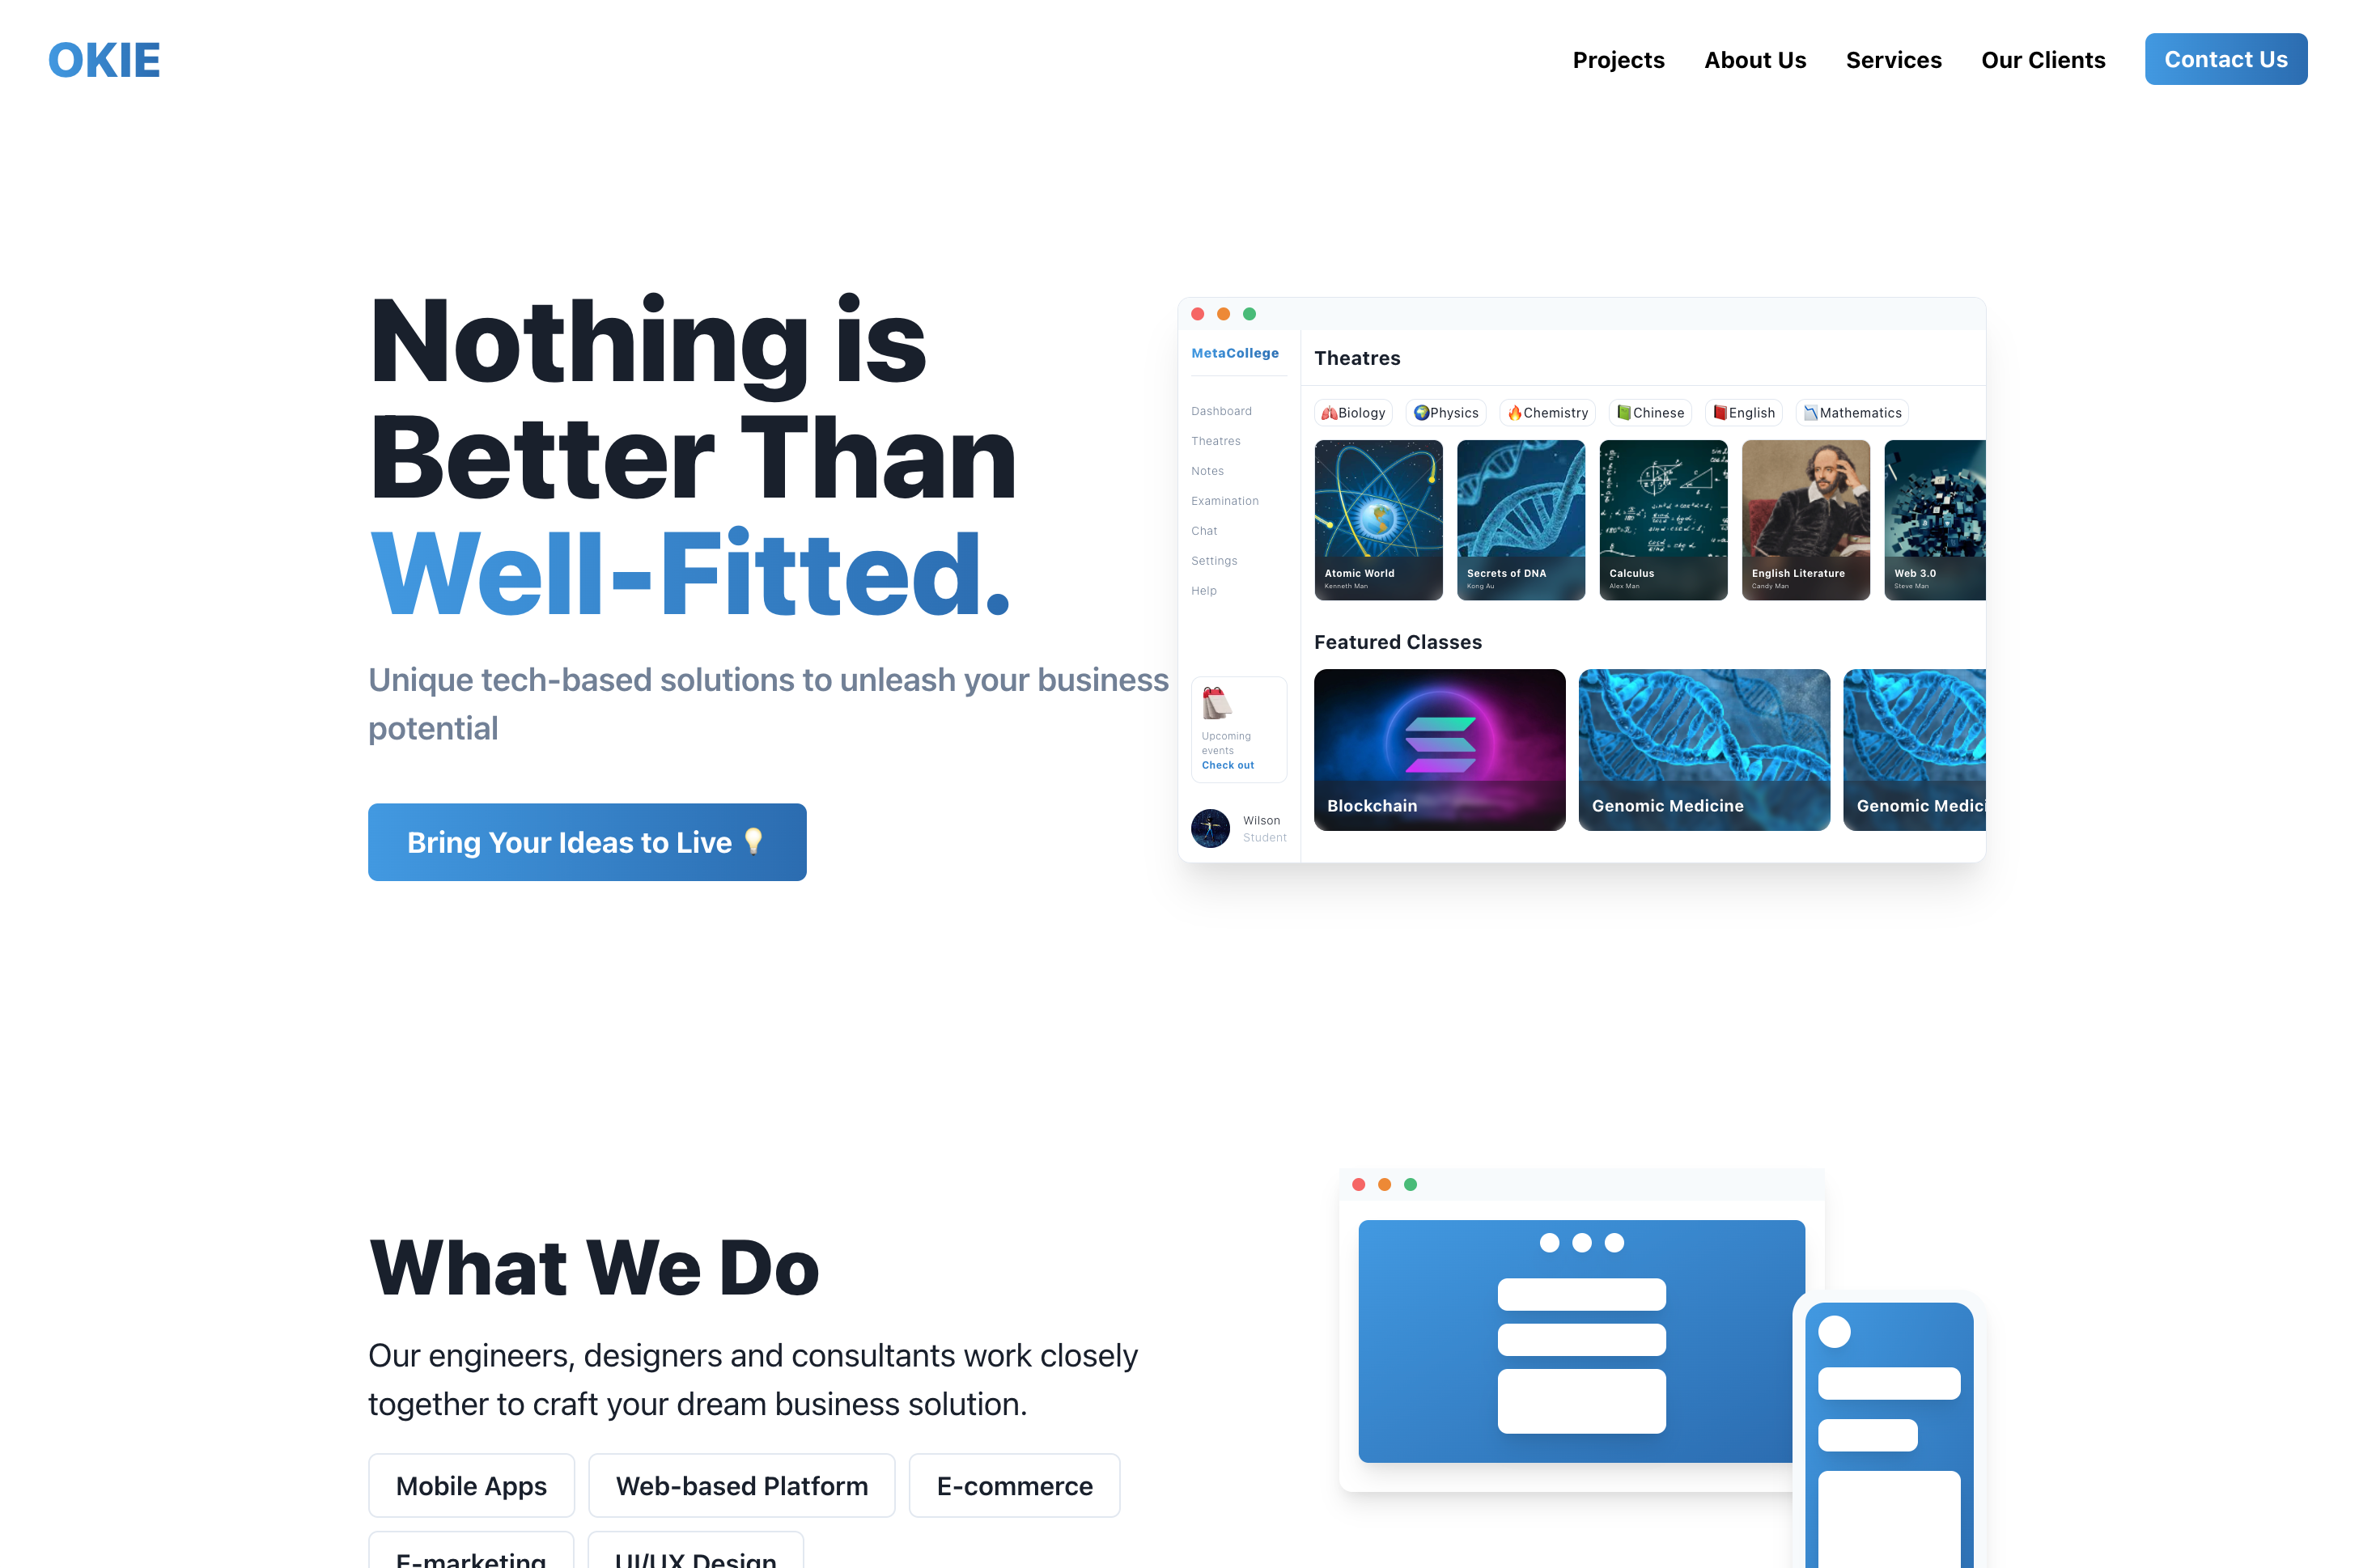 OKIE
Projects
About Us
Services
Our Clients
Contact Us
Nothing is
Better Than
Well-Fitted.
Unique tech-based solutions to unleash your business
potential
Bring Your Ideas to Live
MetaCollege
Dashboard
Theatres
Notes
Examination
Chat
Settings
Help
Upcoming
events
Check out
Wilson
Student
Theatres
Biology
Physics
Chemistry
Chinese
English
Mathematics
Atomic World
Kenneth Man
Secrets of DNA
Kong Au
Calculus
Alex Man
English Literature
Candy Man
Web 3.0
Steve Man
Featured Classes
Blockchain
Genomic Medicine
Genomic Medici
What We Do
Our engineers, designers and consultants work closely
together to craft your dream business solution.
Mobile Apps
Web-based Platform
E-commerce
E-marketing
UI/UX Design